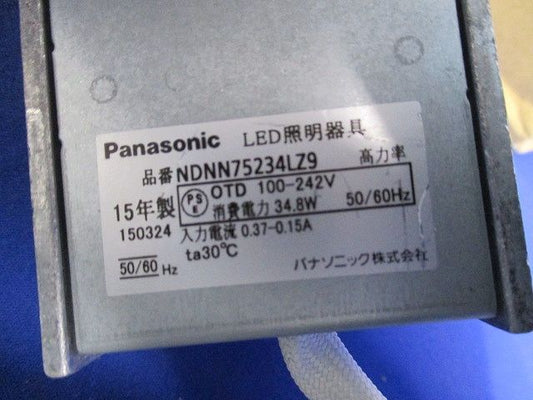 Panasonic LED照明器具
品番 NDNN75234LZ9 高力率
15年製 PS E OTD 100-242V
消費電力 34.8W 50/60Hz
150324 入力電流 0.37-0.15A
ta30℃
50/60 Hz パナソニック株式会社